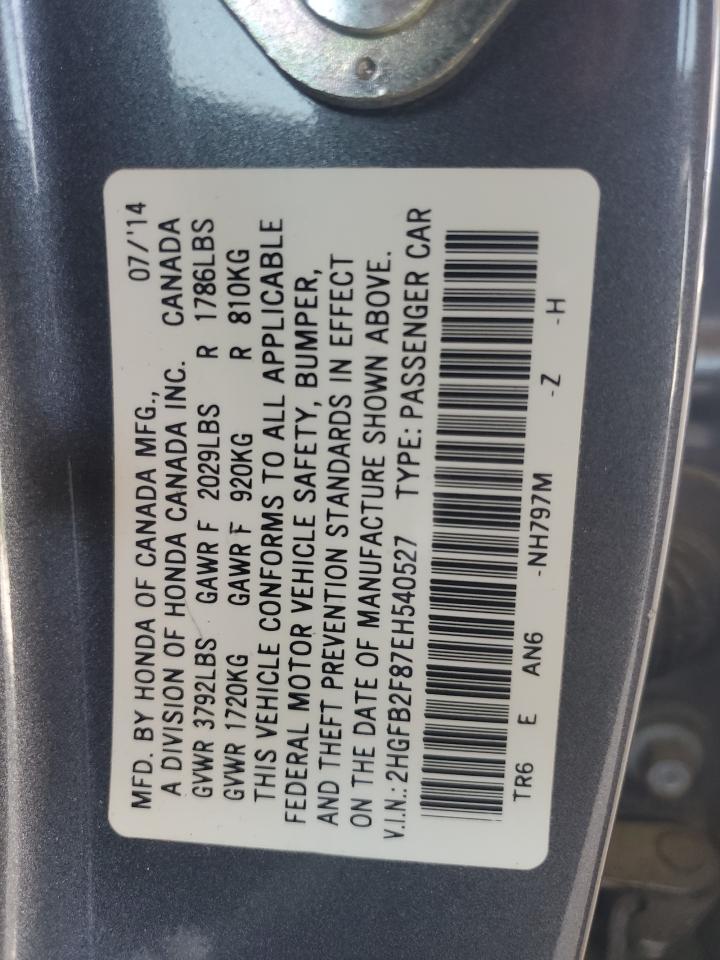 MFD. BY HONDA OF CANADA MFG., 07/'14
A DIVISION OF HONDA CANADA INC. CANADA
GVWR 3792LBS GAWR F 2029LBS R 1786LBS
GVWR 1720KG GAWR F 920KG R 810KG
THIS VEHICLE CONFORMS TO ALL APPLICABLE
FEDERAL MOTOR VEHICLE SAFETY, BUMPER,
AND THEFT PREVENTION STANDARDS IN EFFECT
ON THE DATE OF MANUFACTURE SHOWN ABOVE.
V.I.N.: 2HGFB2F87EH540527 TYPE: PASSENGER CAR
TR6 E AN6 -NH797M -Z -H